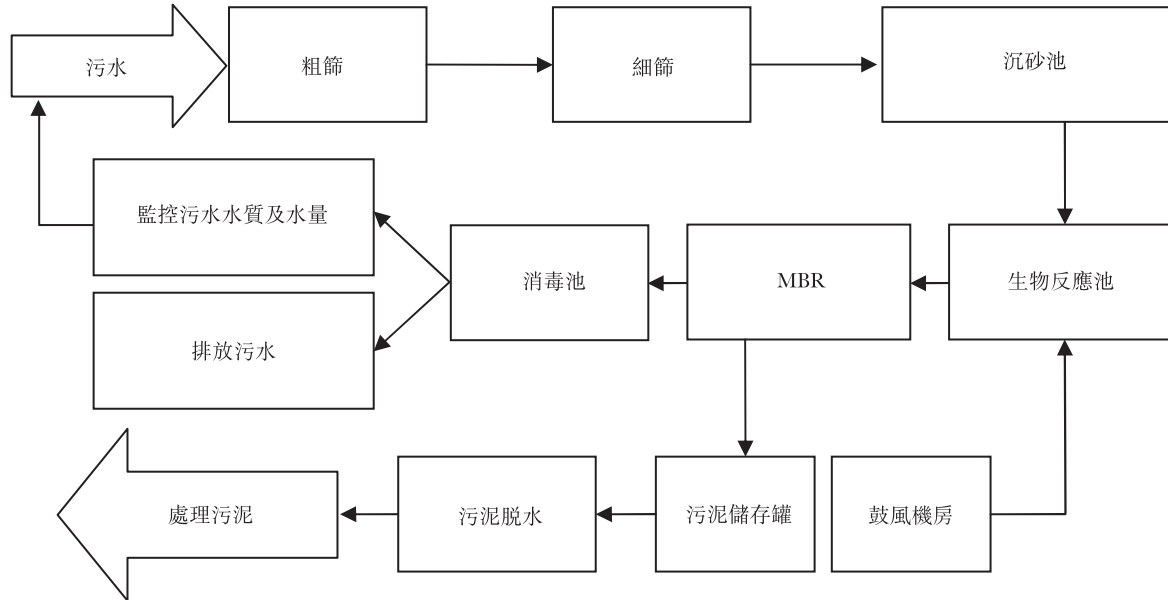 污水
粗篩
細篩
沉砂池
監控污水水質及水量
消毒池
MBR
生物反應池
排放污水
處理污泥
污泥脱水
污泥儲存罐
鼓風機房